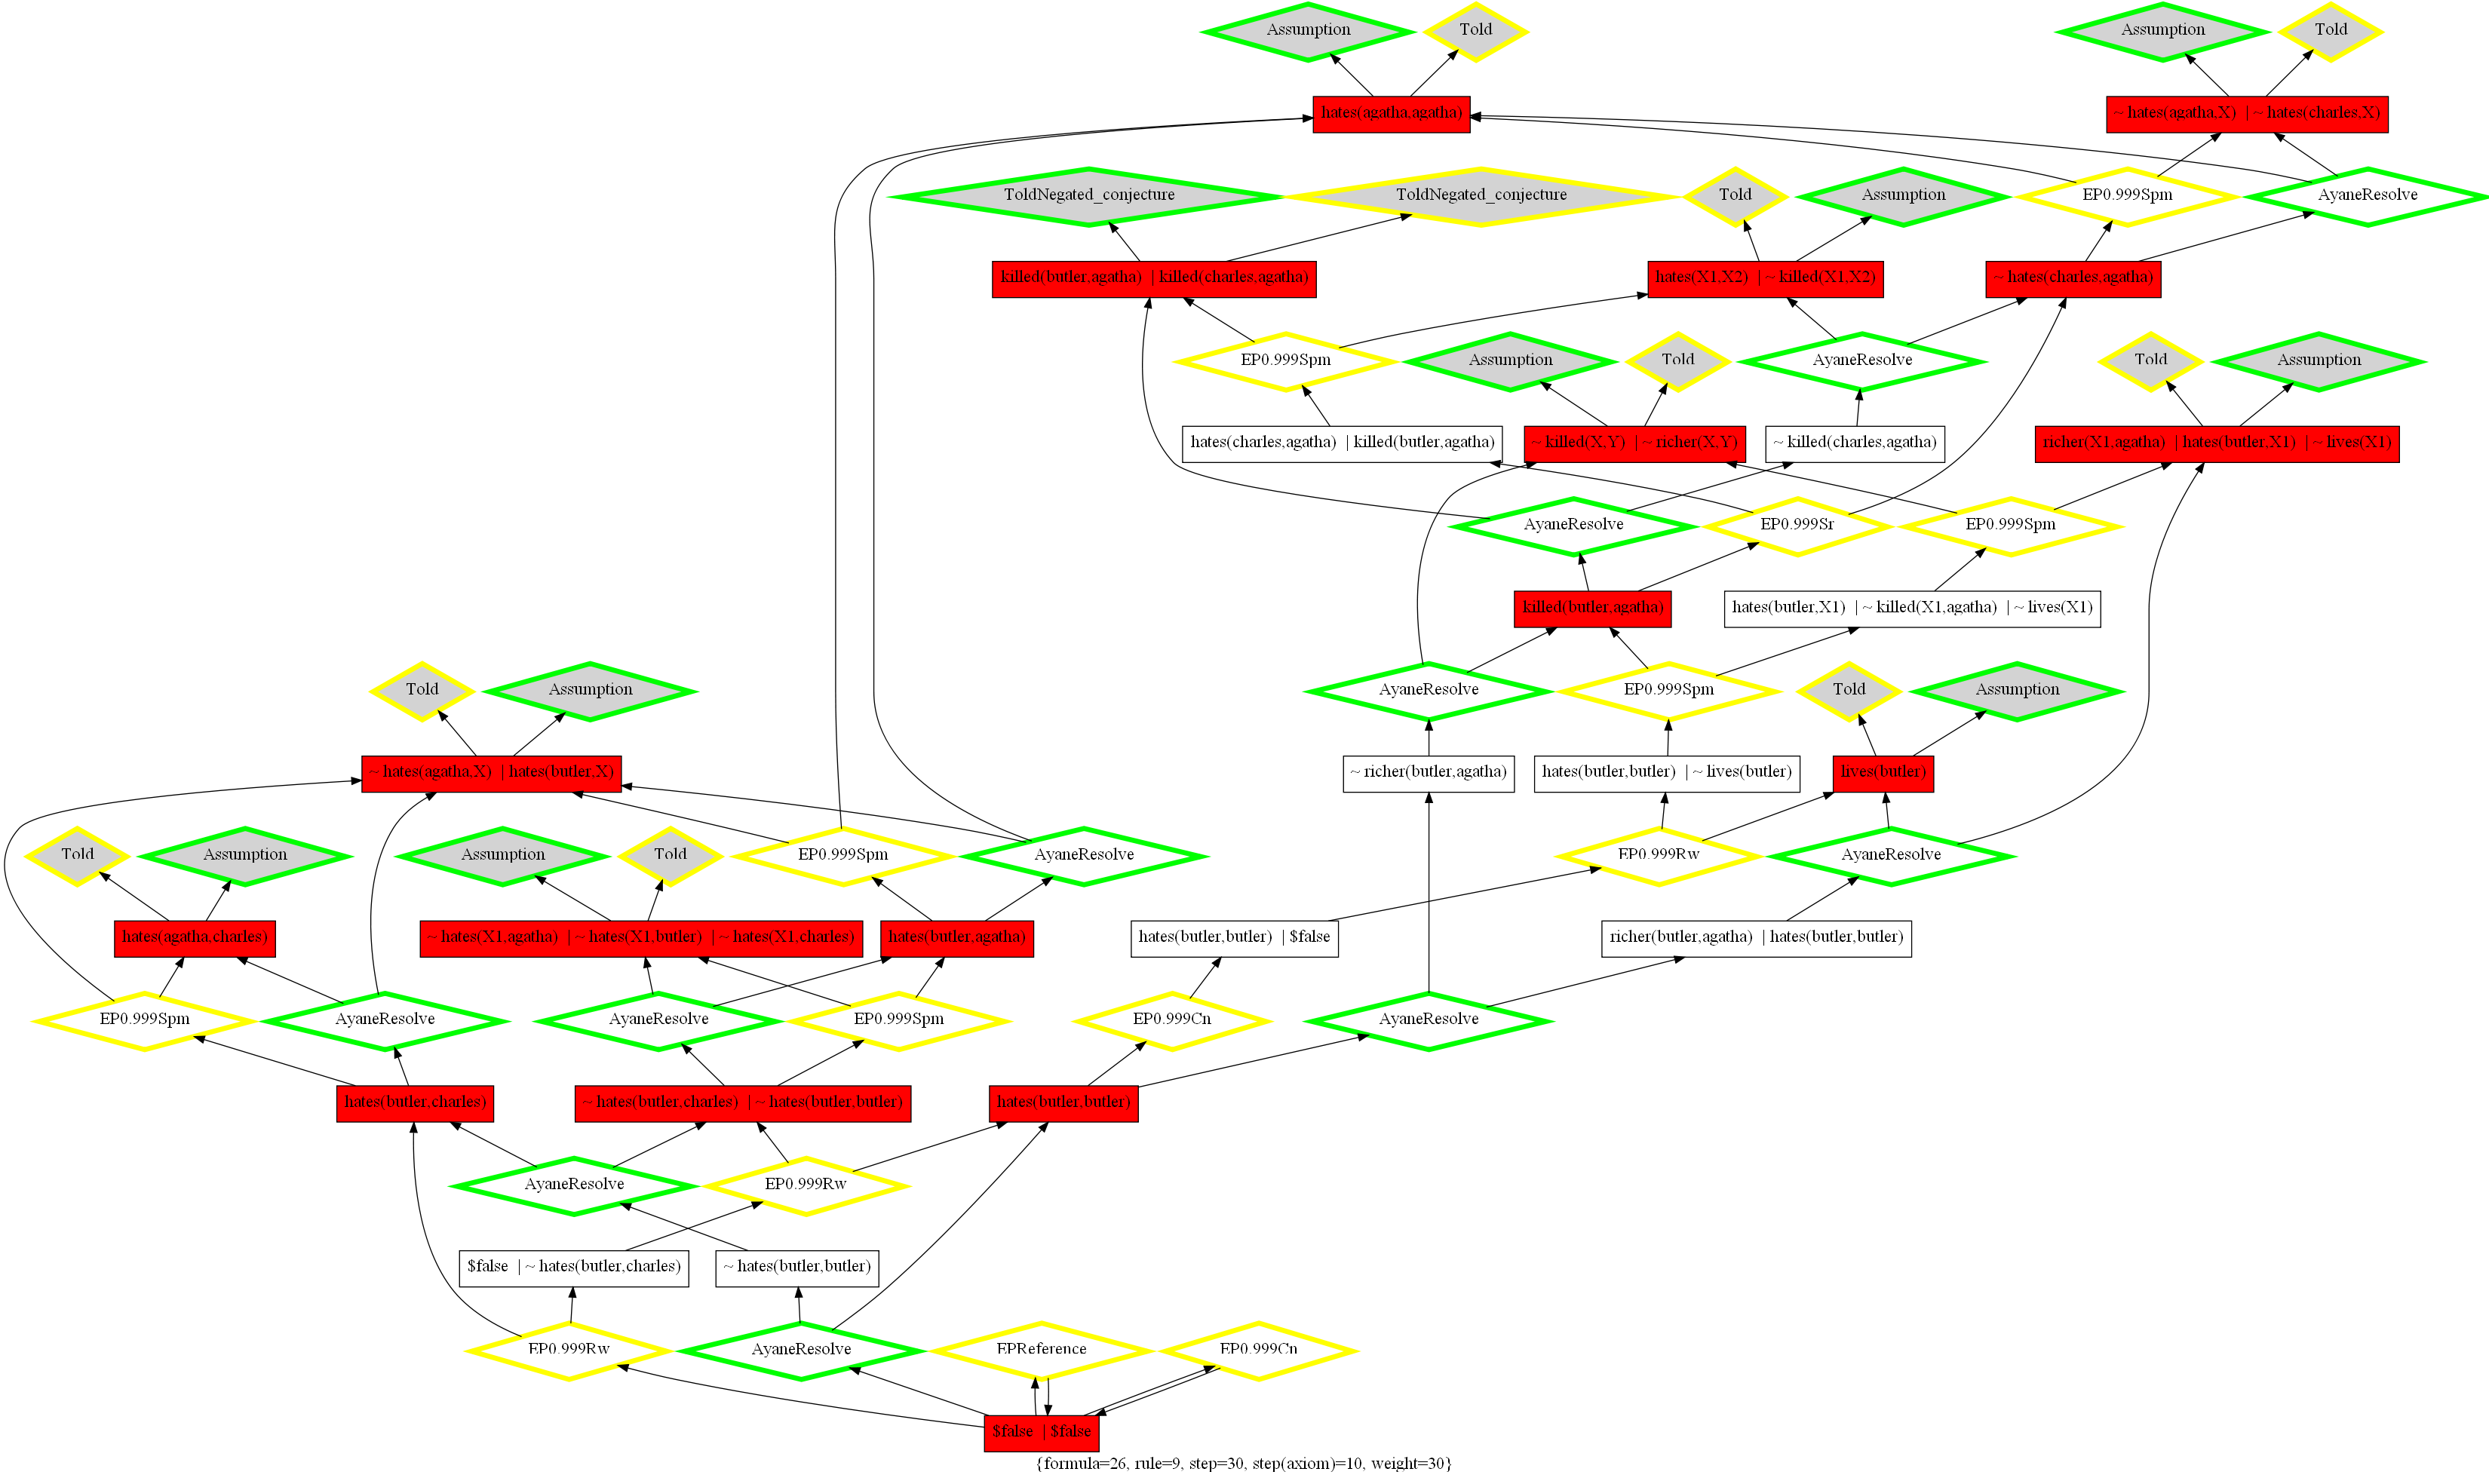 Assumption
Told
Assumption
Told
hates(agatha,agatha)
~ hates(agatha,X) | ~ hates(charles,X)
ToldNegated_conjecture
ToldNegated_conjecture
Told
Assumption
EP0.999Spm
AyaneResolve
killed(butler,agatha) | killed(charles,agatha)
hates(X1,X2) | ~ killed(X1,X2)
~ hates(charles,agatha)
EP0.999Spm
Assumption
Told
AyaneResolve
Told
Assumption
hates(charles,agatha) | killed(butler,agatha)
~ killed(X,Y) | ~ richer(X,Y)
~ killed(charles,agatha)
richer(X1,agatha) | hates(butler,X1) | ~ lives(X1)
AyaneResolve
EP0.999Sr
EP0.999Spm
killed(butler,agatha)
hates(butler,X1) | ~ killed(X1,agatha) | ~ lives(X1)
Told
Assumption
AyaneResolve
EP0.999Spm
Told
Assumption
~ hates(agatha,X) | hates(butler,X)
~ richer(butler,agatha)
hates(butler,butler) | ~ lives(butler)
lives(butler)
Told
Assumption
Assumption
Told
EP0.999Spm
AyaneResolve
EP0.999Rw
AyaneResolve
hates(agatha,charles)
~ hates(X1,agatha) | ~ hates(X1,butler) | ~ hates(X1,charles)
hates(butler,agatha)
hates(butler,butler) | $false
richer(butler,agatha) | hates(butler,butler)
EP0.999Spm
AyaneResolve
AyaneResolve
EP0.999Spm
EP0.999Cn
AyaneResolve
hates(butler,charles)
~ hates(butler,charles) | ~ hates(butler,butler)
hates(butler,butler)
AyaneResolve
EP0.999Rw
$false | ~ hates(butler,charles)
~ hates(butler,butler)
EP0.999Rw
AyaneResolve
EPReference
EP0.999Cn
$false | $false
{formula=26, rule=9, step=30, step(axiom)=10, weight=30}